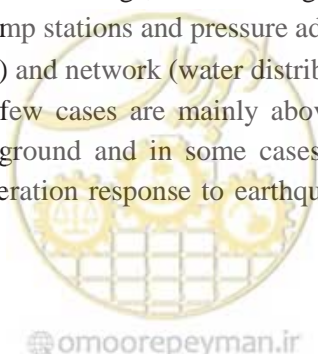 mp stations and pressure ad
) and network (water distrib
few cases are mainly abov
ground and in some cases
eration response to earthqu
@omoorepeyman.ir